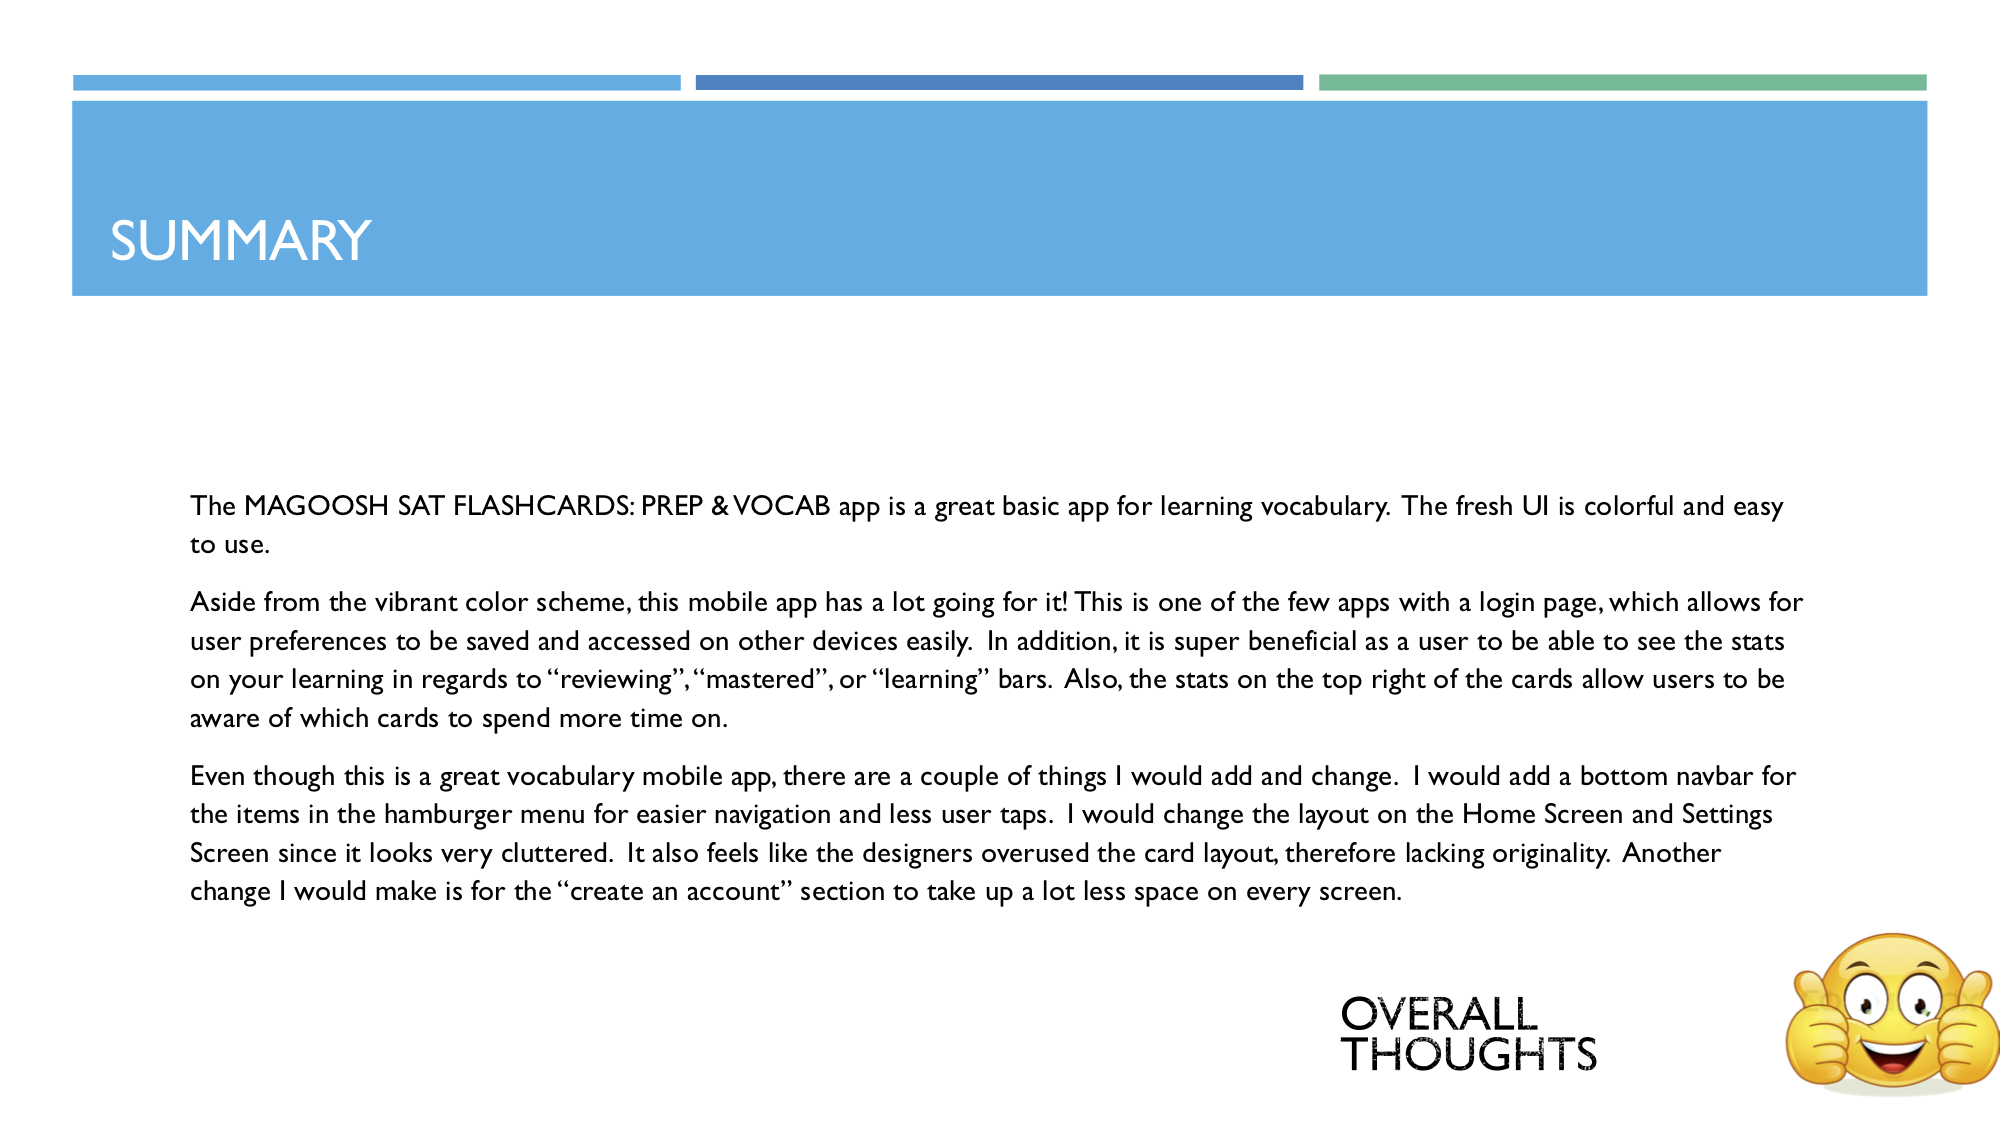 SUMMARY
The MAGOOSH SAT FLASHCARDS: PREP & VOCAB app is a great basic app for learning vocabulary. The fresh UI is colorful and easy
to use.
Aside from the vibrant color scheme, this mobile app has a lot going for it! This is one of the few apps with a login page, which allows for
user preferences to be saved and accessed on other devices easily. In addition, it is super beneficial as a user to be able to see the stats
on your learning in regards to “reviewing”, “mastered”, or “learning” bars. Also, the stats on the top right of the cards allow users to be
aware of which cards to spend more time on.
Even though this is a great vocabulary mobile app, there are a couple of things I would add and change. I would add a bottom navbar for
the items in the hamburger menu for easier navigation and less user taps. I would change the layout on the Home Screen and Settings
Screen since it looks very cluttered. It also feels like the designers overused the card layout, therefore lacking originality. Another
change I would make is for the “create an account” section to take up a lot less space on every screen.
OVERALL
THOUGHTS